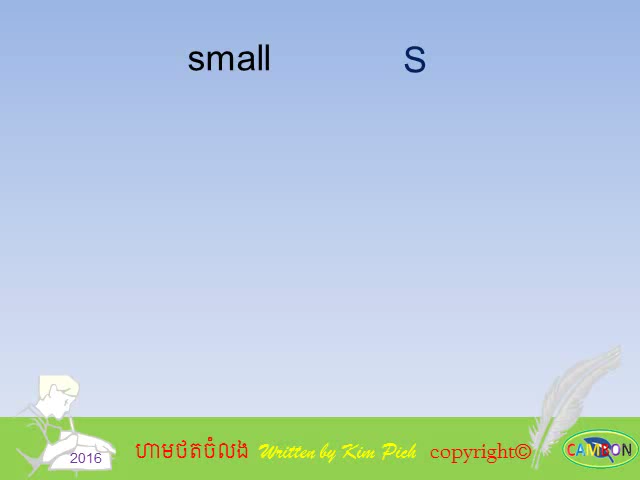 small S
2016 ហាមថតចំលង Written by Kim Pich copyright© CAMBON